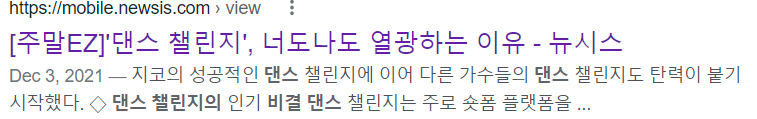 https://mobile.newsis.com › view
[주말EZ]'댄스 챌린지', 너도나도 열광하는 이유 - 뉴시스
Dec 3, 2021 — 지코의 성공적인 댄스 챌린지에 이어 다른 가수들의 댄스 챌린지도 탄력이 붙기
시작했다. ◇ 댄스 챌린지의 인기 비결 댄스 챌린지는 주로 숏폼 플랫폼을 ...